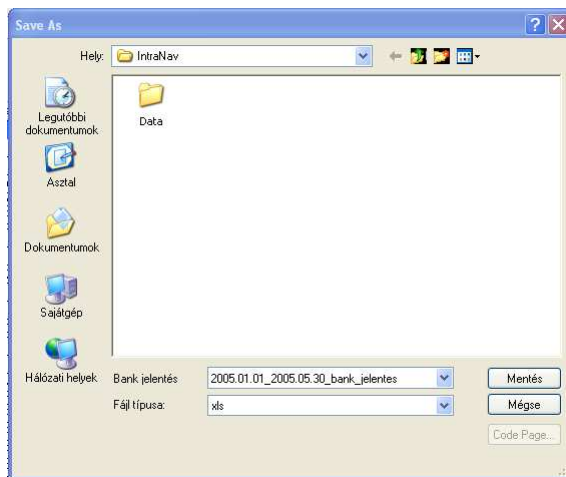 Save As
Hely:
IntraNav
Legutóbbi
dokumentumok
Data
Asztal
Dokumentumok
Sajátgép
Hálózati helyek
Bank jelentés
2005.01.01_2005.05.30_bank_jelentes
Mentés
Fájl típusa:
xls
Mégse
Code Page...